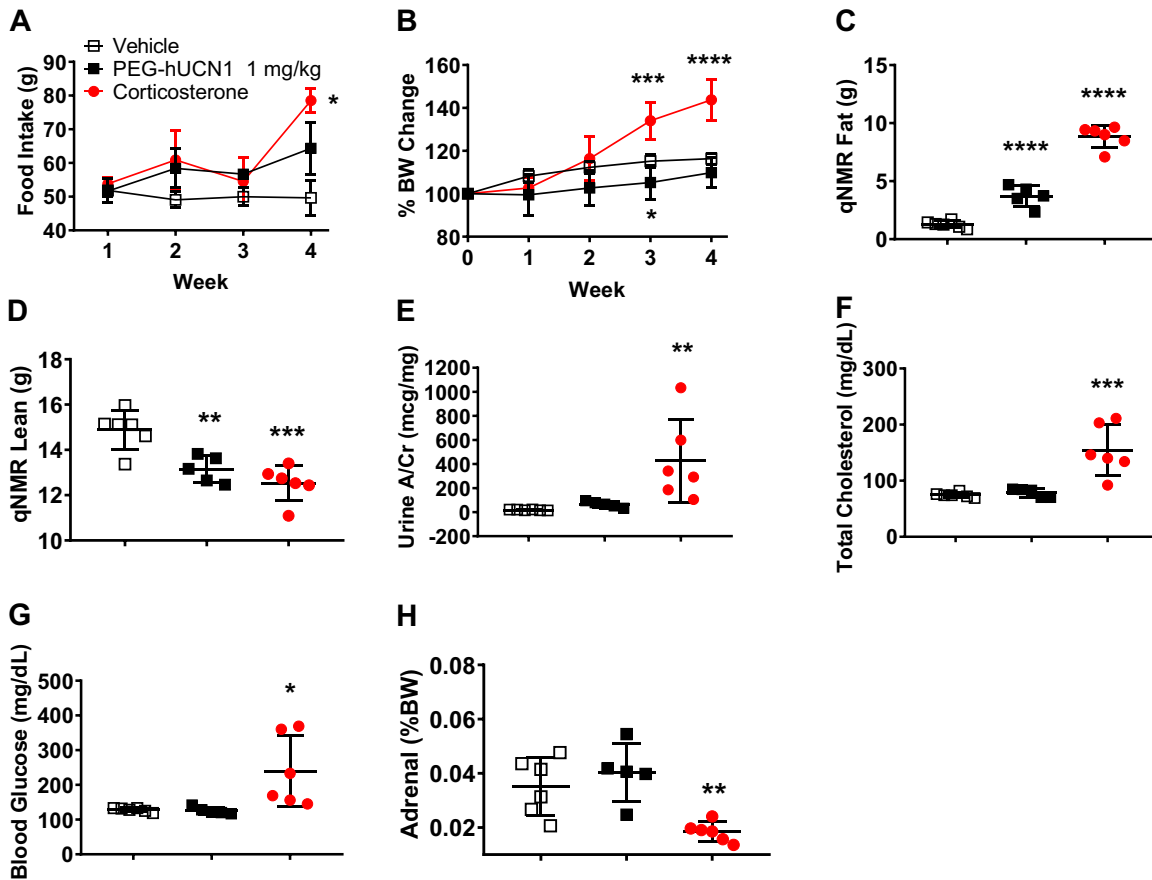 A
Vehicle
PEG-hUCN1 1 mg/kg
Corticosterone
Food Intake (g)
90
80
70
60
50
40
*
1 2 3 4
Week
B
% BW Change
160
140
120
100
80
***
****
*
0 1 2 3 4
Week
C
qNMR Fat (g)
15
10
5
0
****
****
D
qNMR Lean (g)
18
16
14
12
10
**
***
E
Urine A/Cr (mcg/mg)
1200
1000
800
600
400
200
0
-200
**
F
Total Cholesterol (mg/dL)
300
200
100
0
***
G
Blood Glucose (mg/dL)
500
400
300
200
100
0
*
H
Adrenal (%BW)
0.08
0.06
0.04
0.02
**